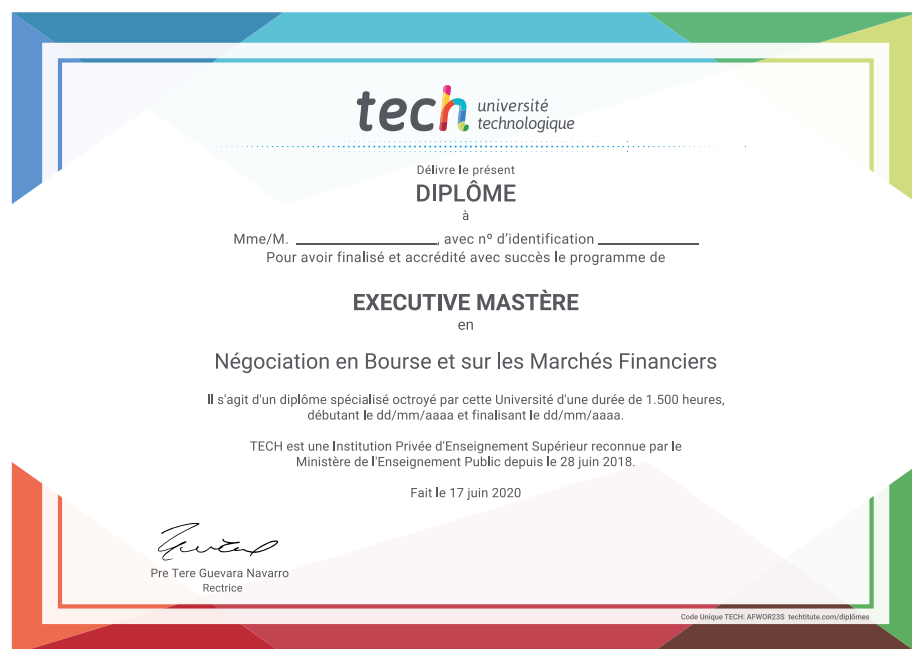 tech université
technologique
Délivre le présent
DIPLÔME
à
Mme/M. ____________________, avec nº d'identification ______________
Pour avoir finalisé et accrédité avec succès le programme de
EXECUTIVE MASTÈRE
en
Négociation en Bourse et sur les Marchés Financiers
Il s'agit d'un diplôme spécialisé octroyé par cette Université d'une durée de 1.500 heures,
débutant le dd/mm/aaaa et finalisant le dd/mm/aaaa.
TECH est une Institution Privée d'Enseignement Supérieur reconnue par le
Ministère de l'Enseignement Public depuis le 28 juin 2018.
Fait le 17 juin 2020
Pre Tere Guevara Navarro
Rectrice
Code Unique TECH: AFWOR23S techtitute.com/diplômes